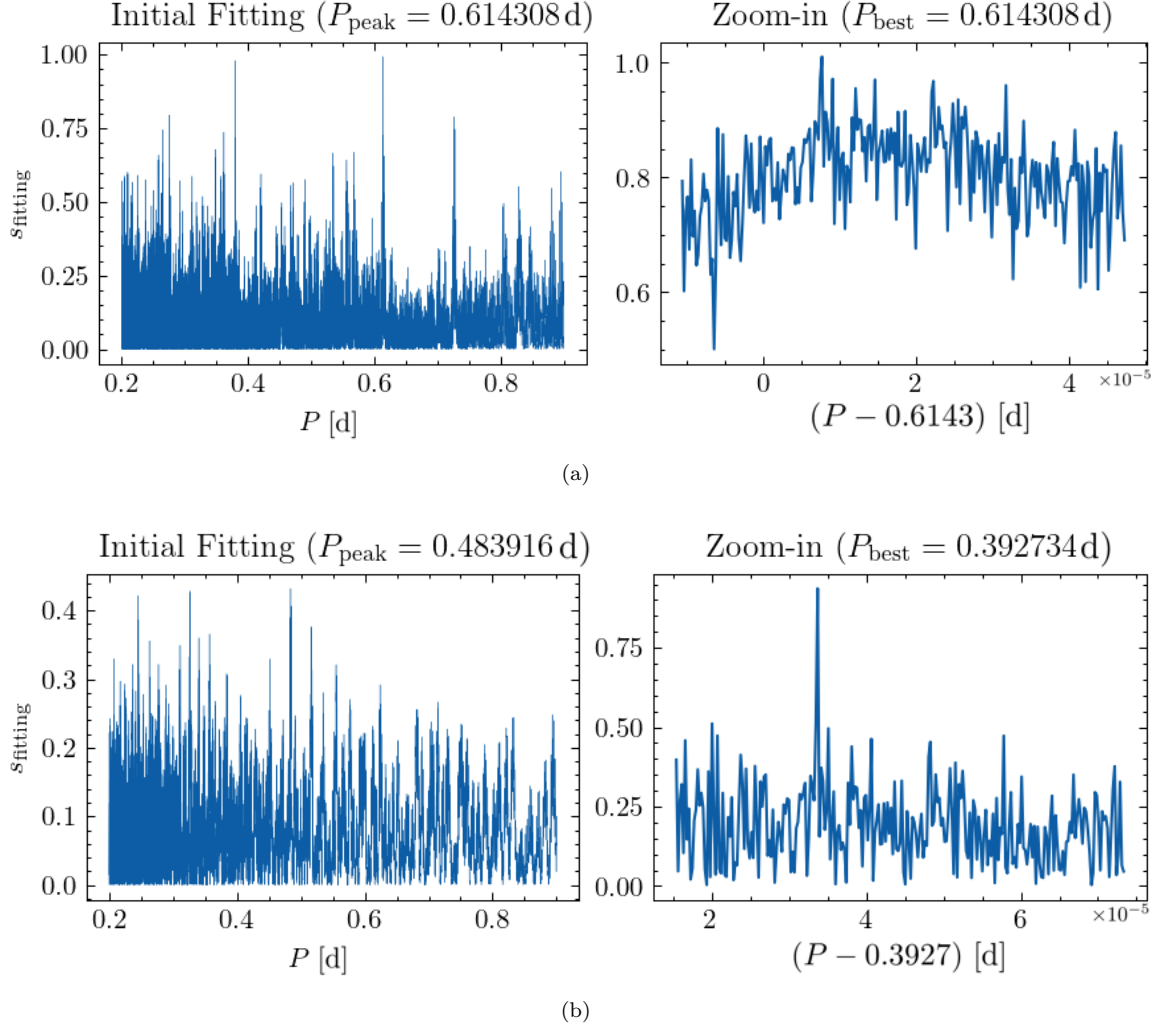 Initial Fitting (P_peak = 0.614308 d)
Zoom-in (P_best = 0.614308 d)
1.00
0.75
0.50
0.25
0.00
s_fitting
0.2
0.4
0.6
0.8
P [d]
1.0
0.8
0.6
0
2
4
×10⁻⁵
(P − 0.6143) [d]
(a)
Initial Fitting (P_peak = 0.483916 d)
Zoom-in (P_best = 0.392734 d)
0.4
0.3
0.2
0.1
0.0
s_fitting
0.2
0.4
0.6
0.8
P [d]
0.75
0.50
0.25
0.00
2
4
6
×10⁻⁵
(P − 0.3927) [d]
(b)